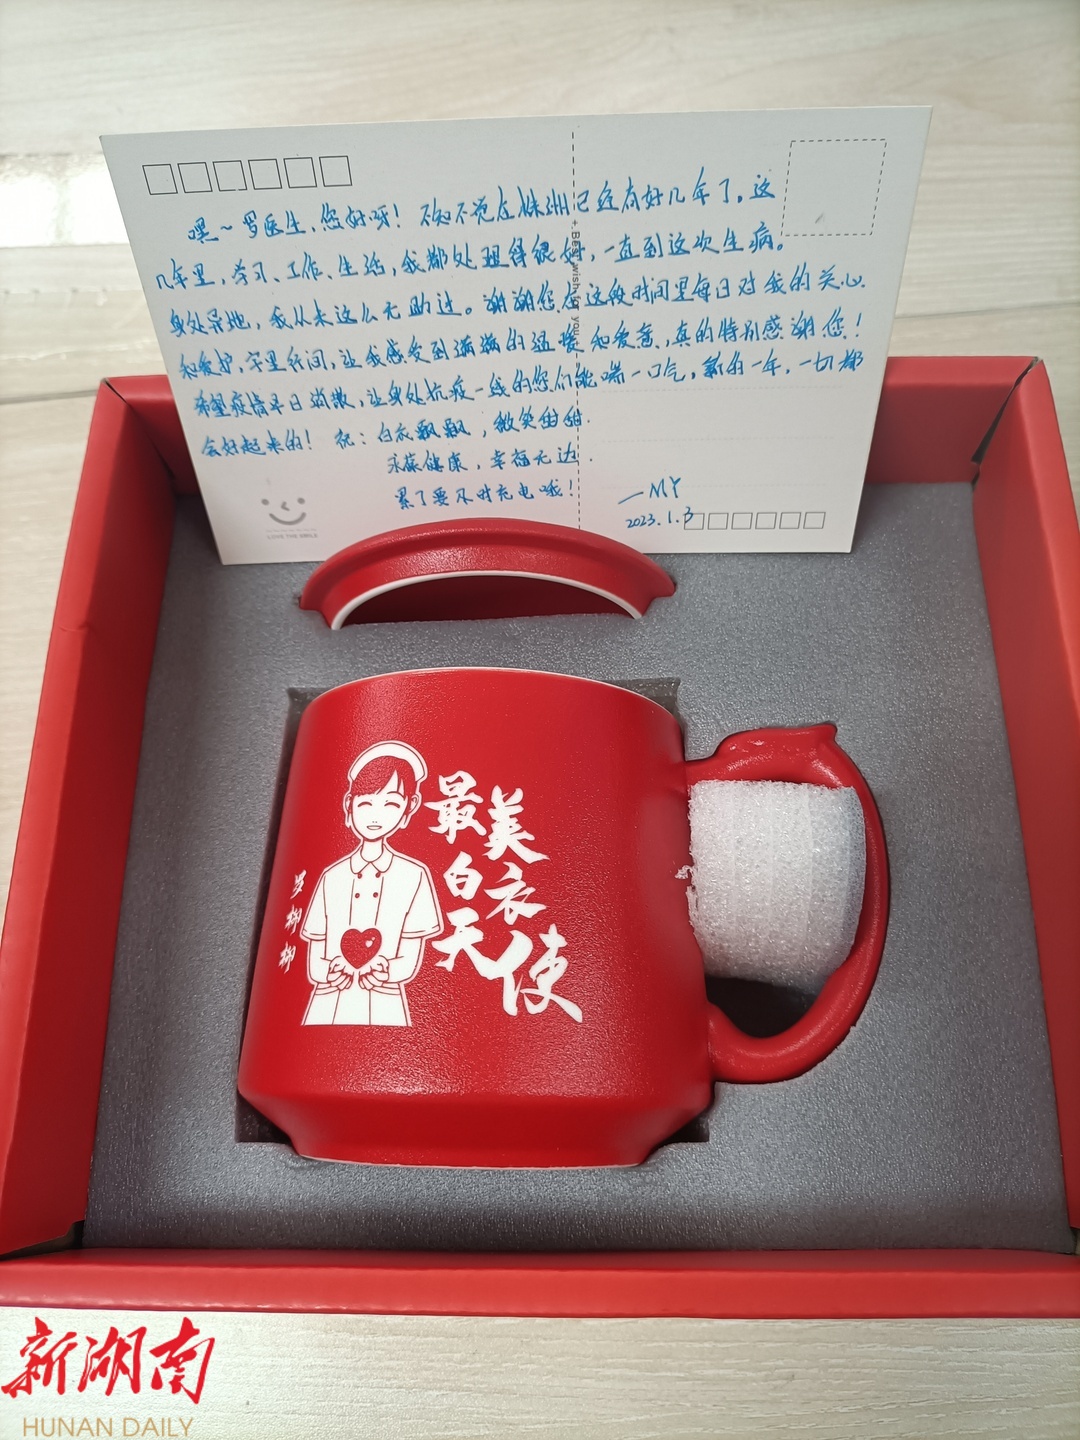 嘿~罗医生，您好呀！不知不觉在株洲已经有好几年了。这
几年里，学习、工作、生活，我都处理得很好，一直到这次生病。
身处异地，我从未这么无助过。谢谢您在这段时间里每日对我的关心
和爱护，字里行间，让我感受到满满的温暖和爱意，真的特别感谢您！
希望疫情早日消散，让身处抗疫一线的您们能喘一口气，新的一年，一切都
会好起来的！祝：白衣飘飘，微笑甜甜.
永葆健康，幸福无边.
累了要及时充电哦！
—MY
2023.1.3
Best wish for you
LOVE THE SMILE
最美
白衣
天使
罗
新湖南
HUNAN DAILY